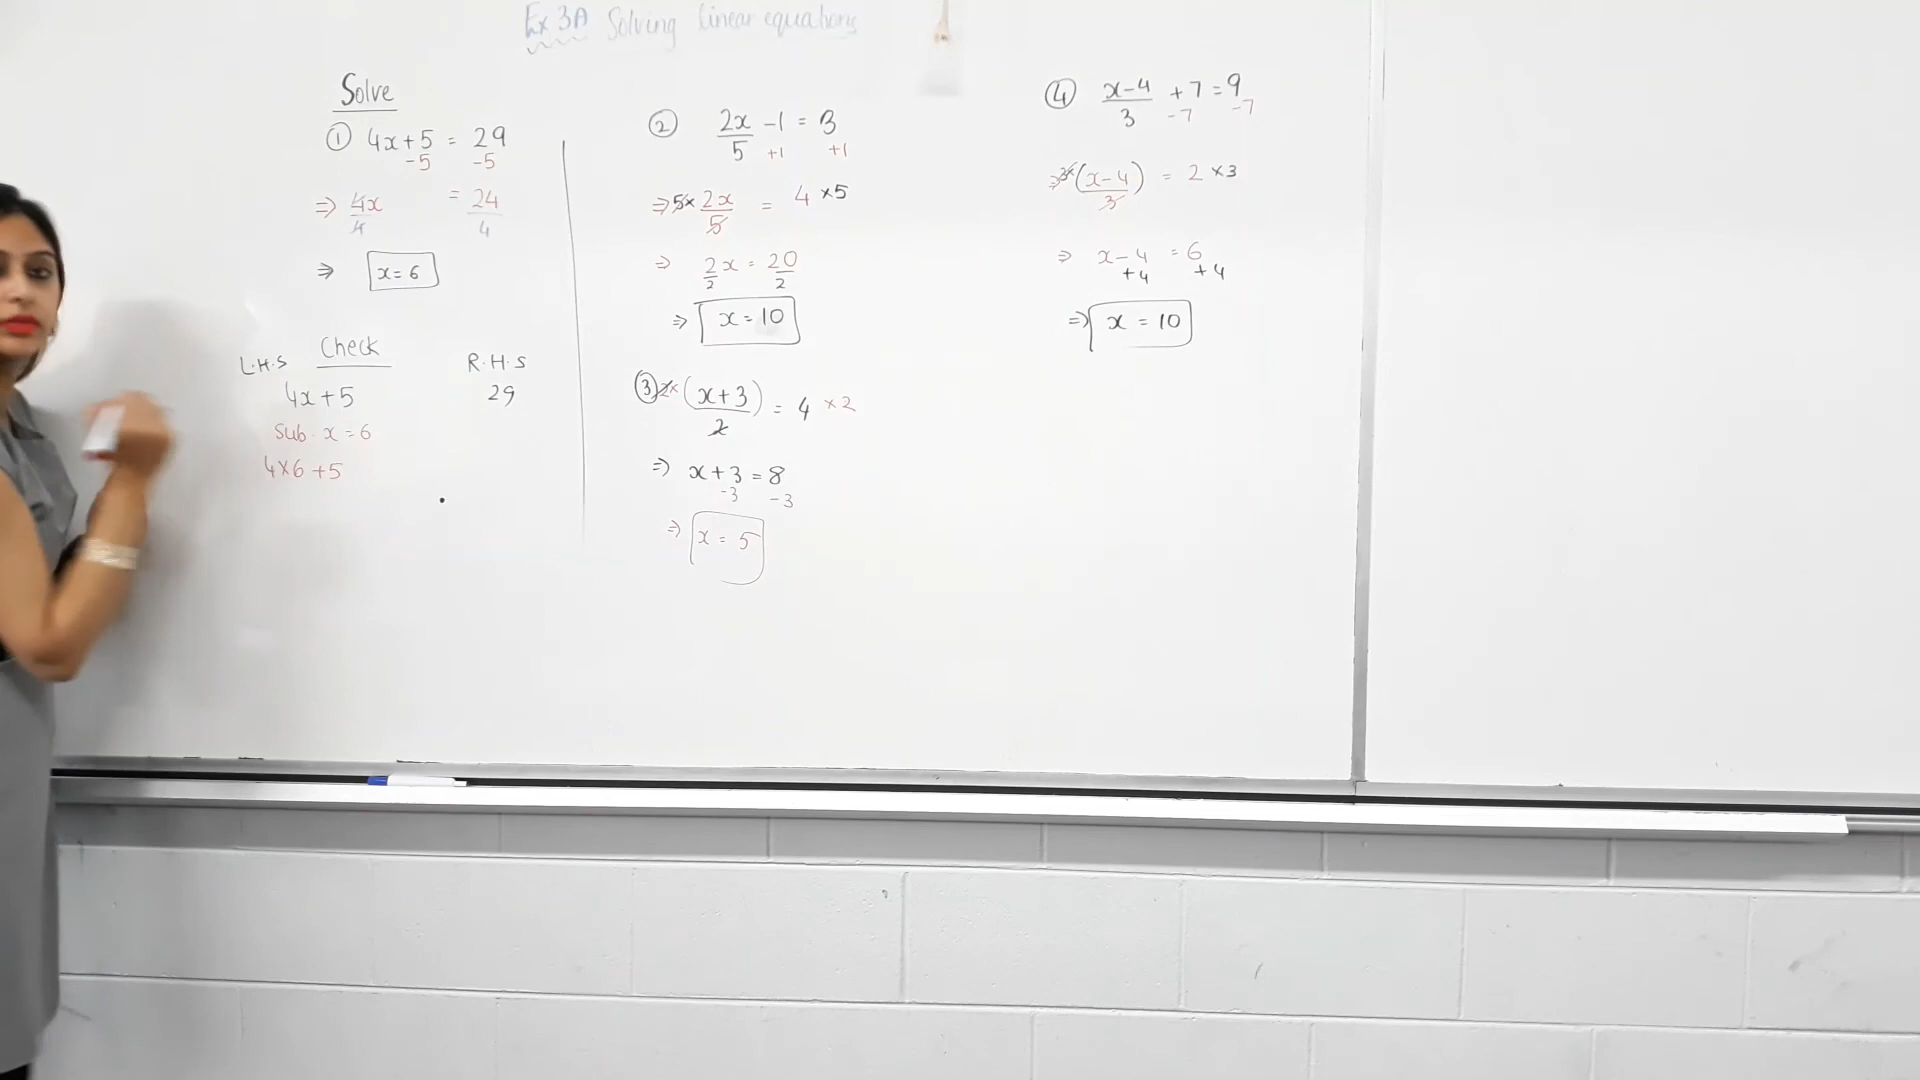 Ex 3A Solving linear equations
Solve
① 4x+5 = 29
-5 -5
⇒ 4x = 24
4 4
⇒ x = 6
Check
L.H.S R.H.S
4x+5 29
Sub. x = 6
4×6 +5
② 2x -1 = 3
5 +1 +1
⇒ 5× 2x = 4 ×5
5
⇒ 2x = 20
2 2
⇒ x = 10
③ 2× (x+3) = 4 ×2
2
⇒ x+3 = 8
-3 -3
⇒ x = 5
④ x-4 +7 = 9
3 -7 -7
⇒ 3× (x-4) = 2 ×3
3
⇒ x-4 = 6
+4 +4
⇒ x = 10